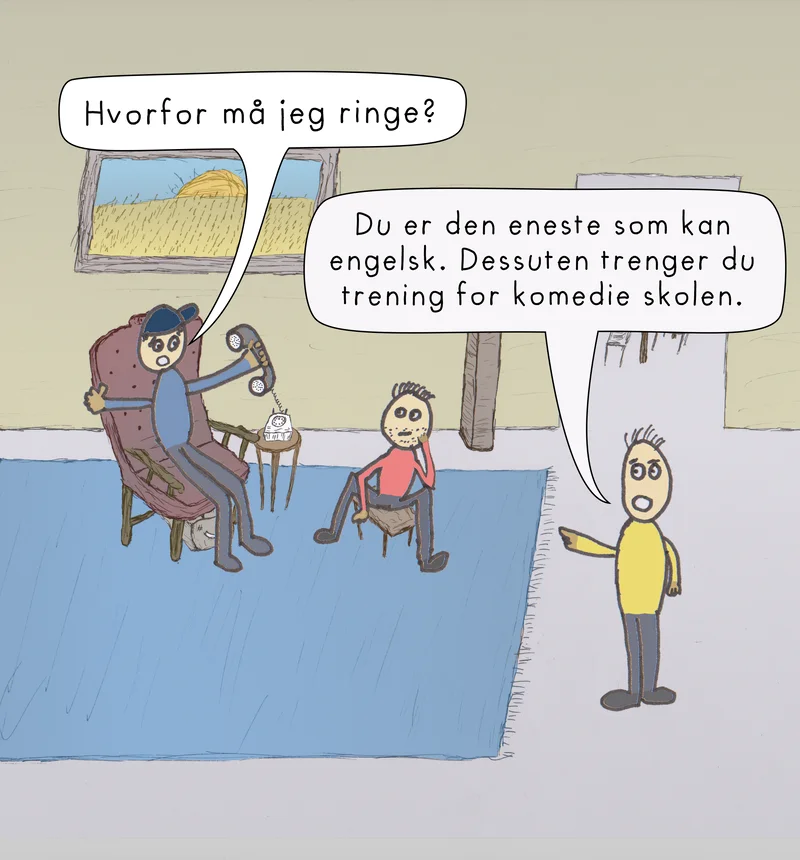 Hvorfor må jeg ringe?
Du er den eneste som kan
engelsk. Dessuten trenger du
trening for komedie skolen.